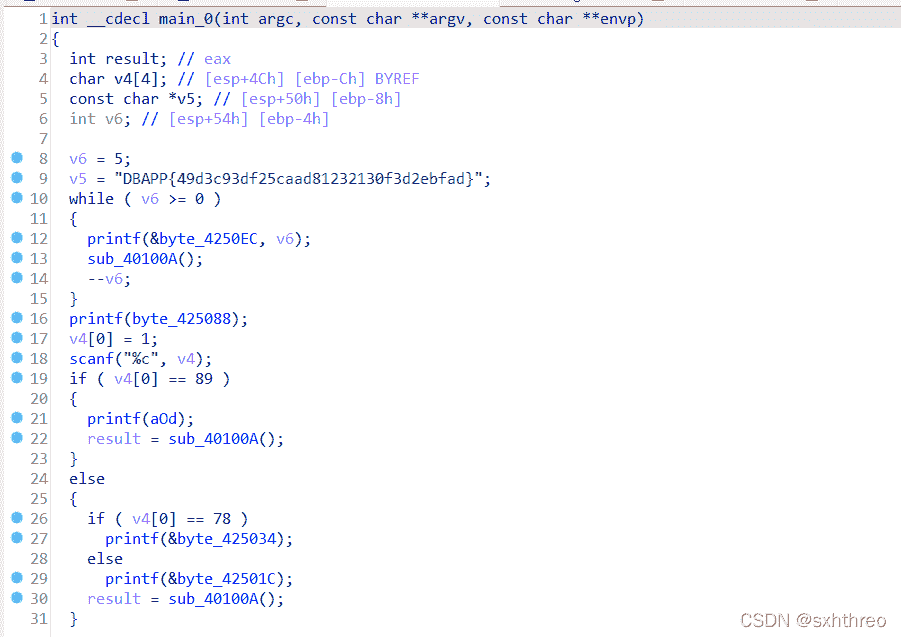 1 int __cdecl main_0(int argc, const char **argv, const char **envp)
2 {
3 int result; // eax
4 char v4[4]; // [esp+4Ch] [ebp-Ch] BYREF
5 const char *v5; // [esp+50h] [ebp-8h]
6 int v6; // [esp+54h] [ebp-4h]
7
8 v6 = 5;
9 v5 = "DBAPP{49d3c93df25caad81232130f3d2ebfad}";
10 while ( v6 >= 0 )
11 {
12 printf(&byte_4250EC, v6);
13 sub_40100A();
14 --v6;
15 }
16 printf(byte_425088);
17 v4[0] = 1;
18 scanf("%c", v4);
19 if ( v4[0] == 89 )
20 {
21 printf(aOd);
22 result = sub_40100A();
23 }
24 else
25 {
26 if ( v4[0] == 78 )
27 printf(&byte_425034);
28 else
29 printf(&byte_42501C);
30 result = sub_40100A();
31 }
CSDN @sxhthreo